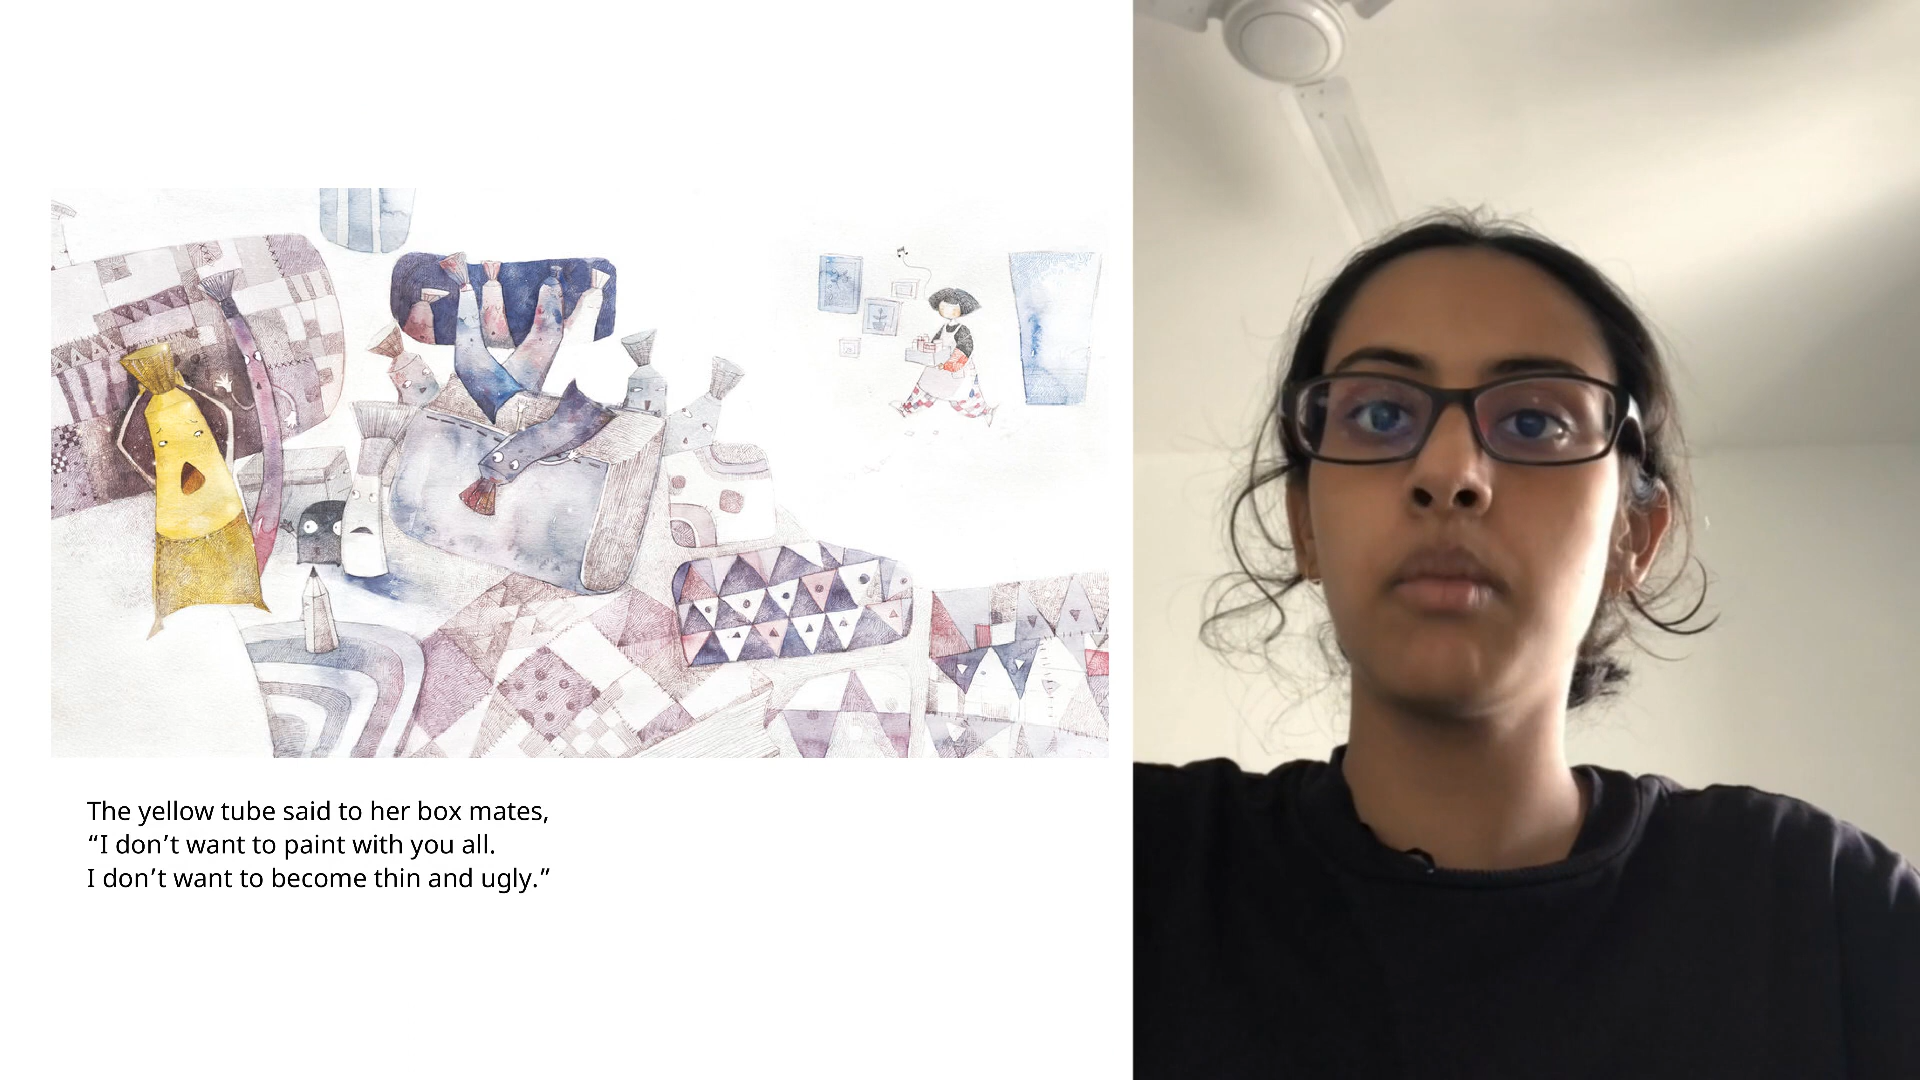 The yellow tube said to her box mates,
“I don’t want to paint with you all.
I don’t want to become thin and ugly.”